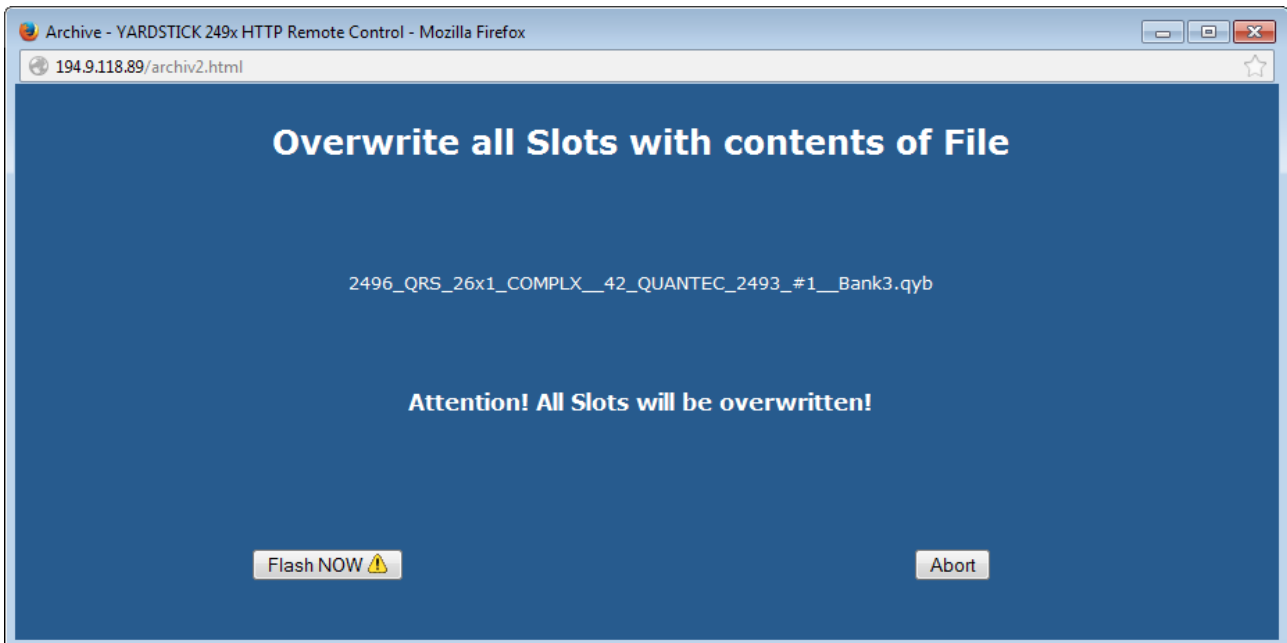 Archive - YARDSTICK 249x HTTP Remote Control - Mozilla Firefox
194.9.118.89/archiv2.html
Overwrite all Slots with contents of File
2496_QRS_26x1_COMPLX__42_QUANTEC_2493_#1__Bank3.qyb
Attention! All Slots will be overwritten!
Flash NOW Abort